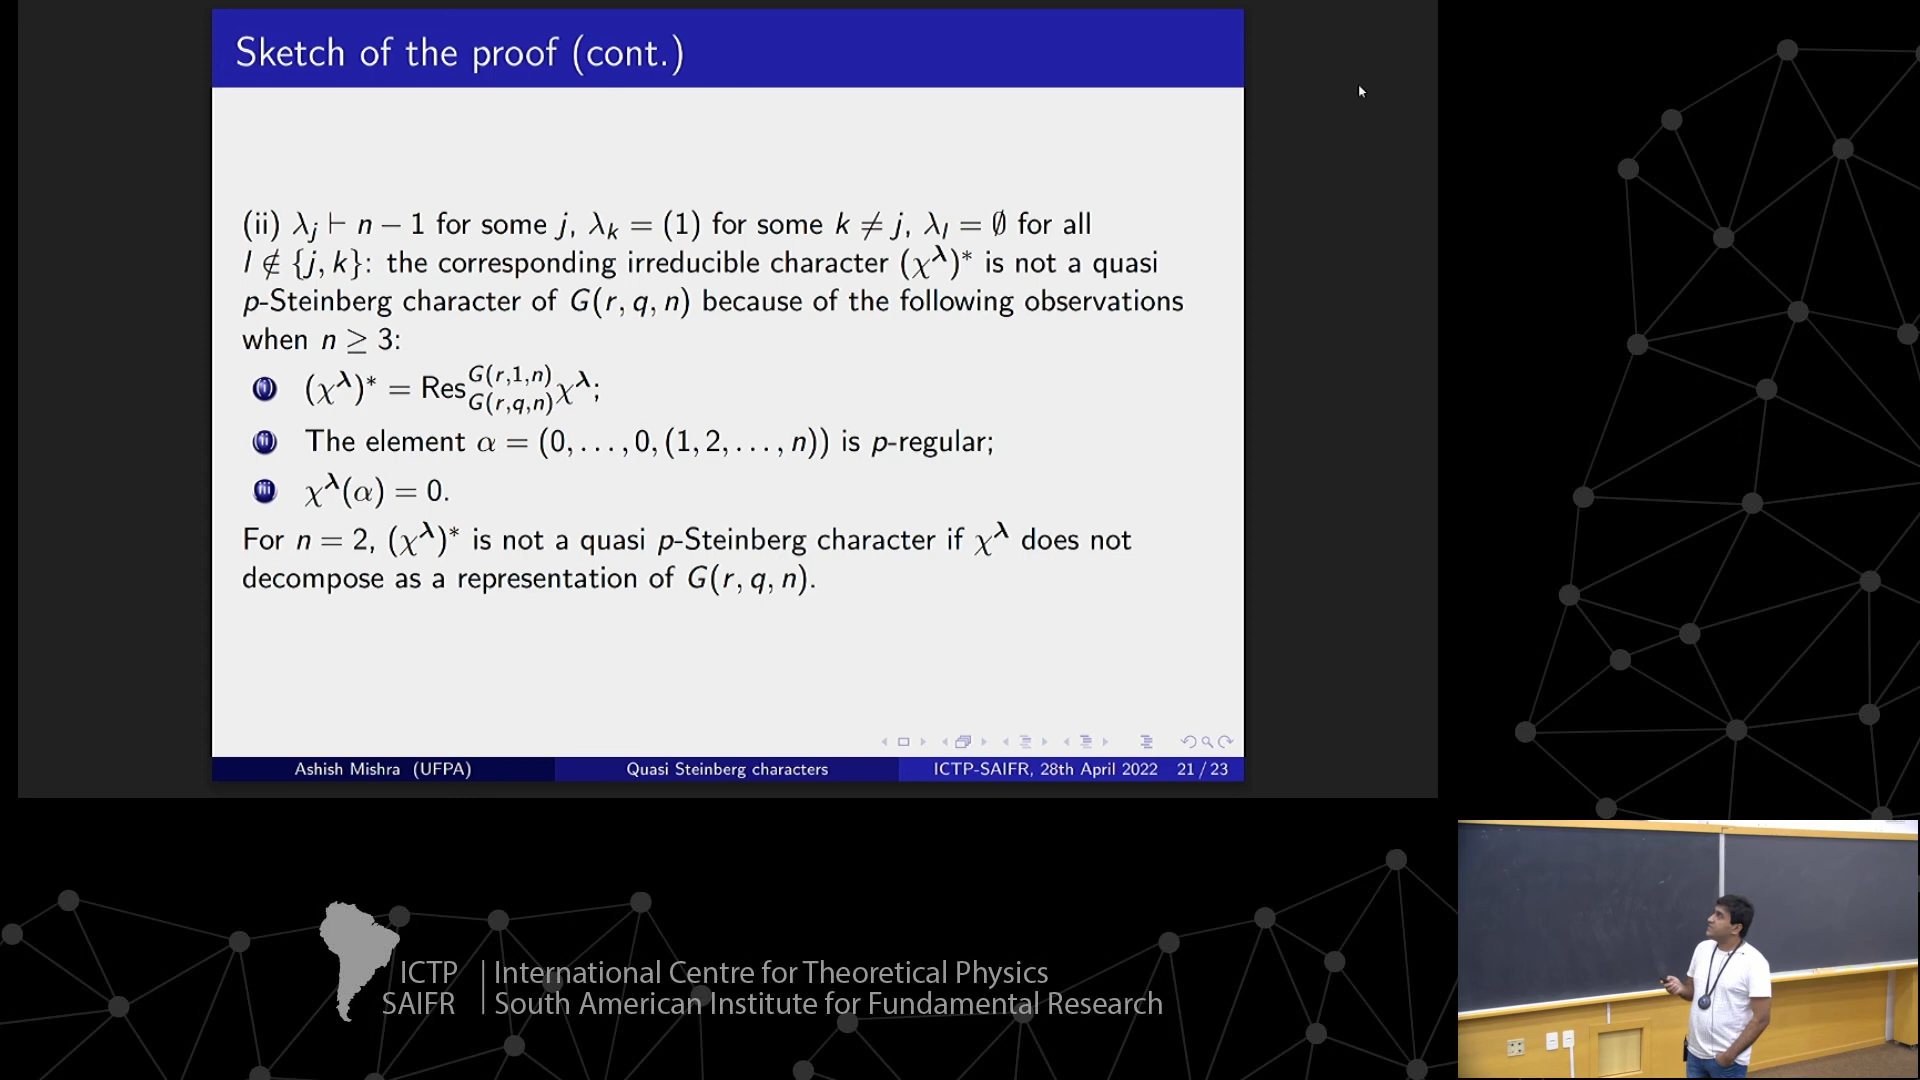 Sketch of the proof (cont.)
(ii) λⱼ ⊢ n − 1 for some j, λₖ = (1) for some k ≠ j, λₗ = ∅ for all
l ∉ {j, k}: the corresponding irreducible character (χ^λ)* is not a quasi
p-Steinberg character of G(r, q, n) because of the following observations
when n ≥ 3:
(i) (χ^λ)* = Res^{G(r,1,n)}_{G(r,q,n)} χ^λ;
(ii) The element α = (0, . . . , 0, (1, 2, . . . , n)) is p-regular;
(iii) χ^λ(α) = 0.
For n = 2, (χ^λ)* is not a quasi p-Steinberg character if χ^λ does not
decompose as a representation of G(r, q, n).
Ashish Mishra (UFPA) Quasi Steinberg characters ICTP-SAIFR, 28th April 2022 21 / 23
ICTP | International Centre for Theoretical Physics
SAIFR | South American Institute for Fundamental Research